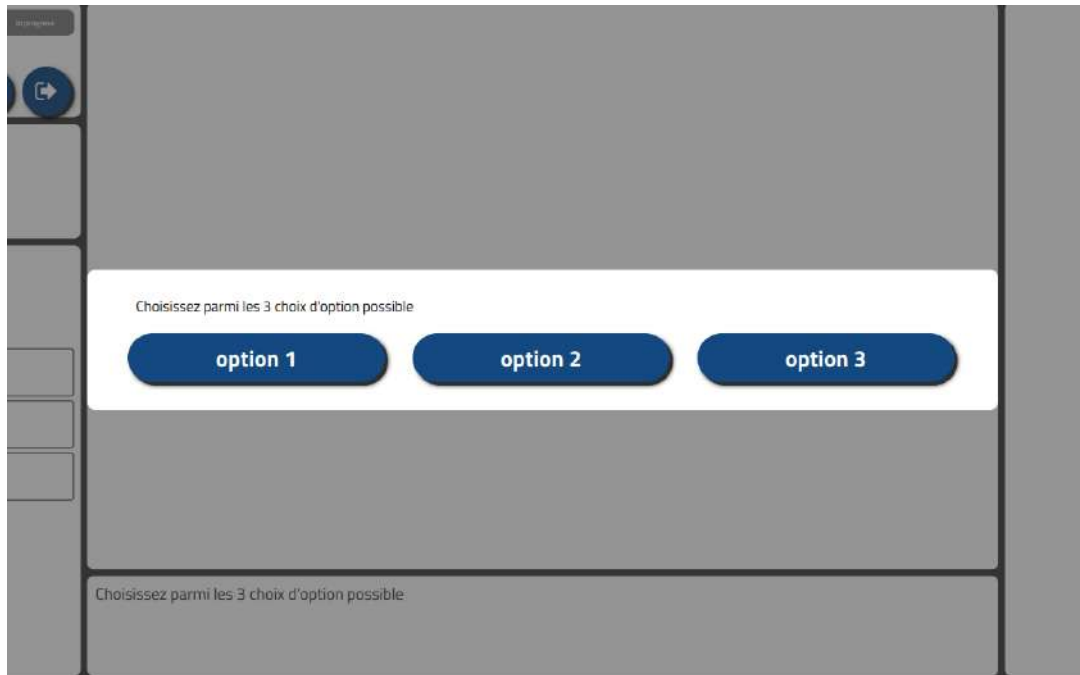 Choisissez parmi les 3 choix d'option possible
option 1 option 2 option 3
Choisissez parmi les 3 choix d'option possible